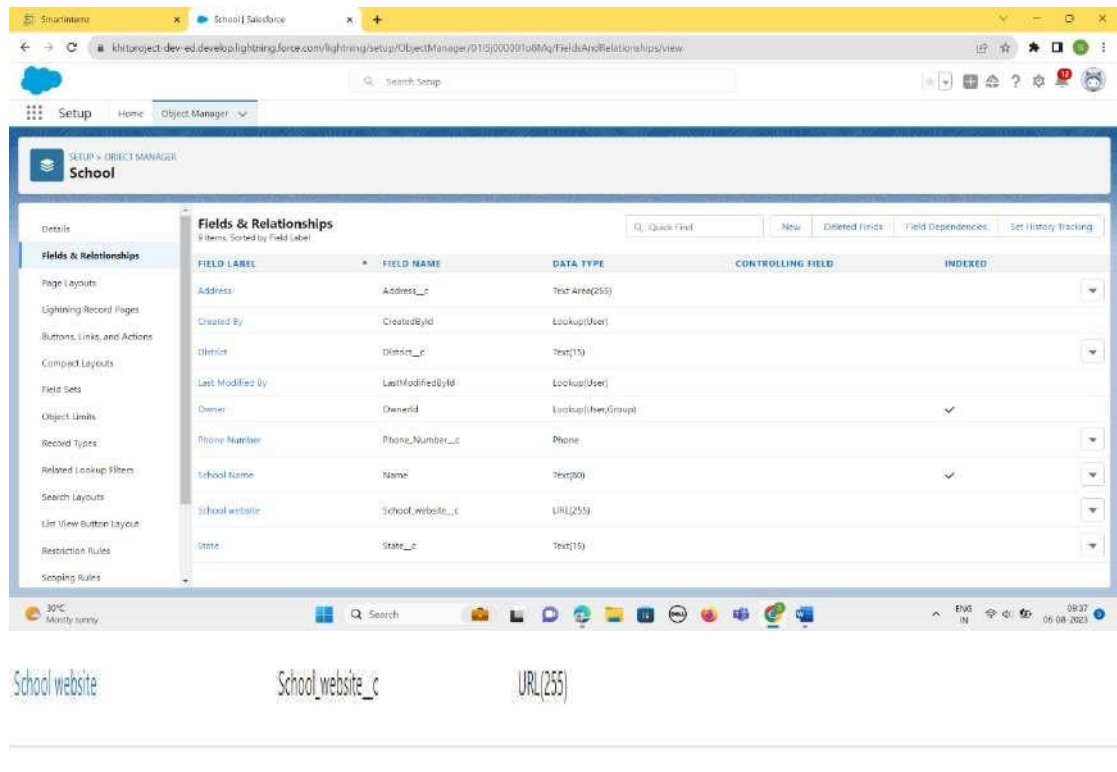 Smartinternz
School | Salesforce
khitproject-dev-ed.develop.lightning.force.com/lightning/setup/ObjectManager/
FieldsAndRelationships/view
Search Setup
12
Setup
Home
Object Manager
SETUP > OBJECT MANAGER
School
Details
Fields & Relationships
Page Layouts
Lightning Record Pages
Buttons, Links, and Actions
Compact Layouts
Field Sets
Object Limits
Record Types
Related Lookup Filters
Search Layouts
List View Button Layout
Restriction Rules
Scoping Rules
Fields & Relationships
9 Items, Sorted by Field Label
Quick Find
New
Deleted Fields
Field Dependencies
Set History Tracking
FIELD LABEL FIELD NAME DATA TYPE CONTROLLING FIELD INDEXED
Address Address__c Text Area(255)
Created By CreatedById Lookup(User)
District District__c Text(15)
Last Modified By LastModifiedById Lookup(User)
Owner OwnerId Lookup(User,Group)
Phone Number Phone_Number__c Phone
School Name Name Text(80)
School website School_website__c URL(255)
State State__c Text(15)
30°C
Mostly sunny
Search
ENG
IN
09:37
06-08-2023
School website School_website__c URL(255)